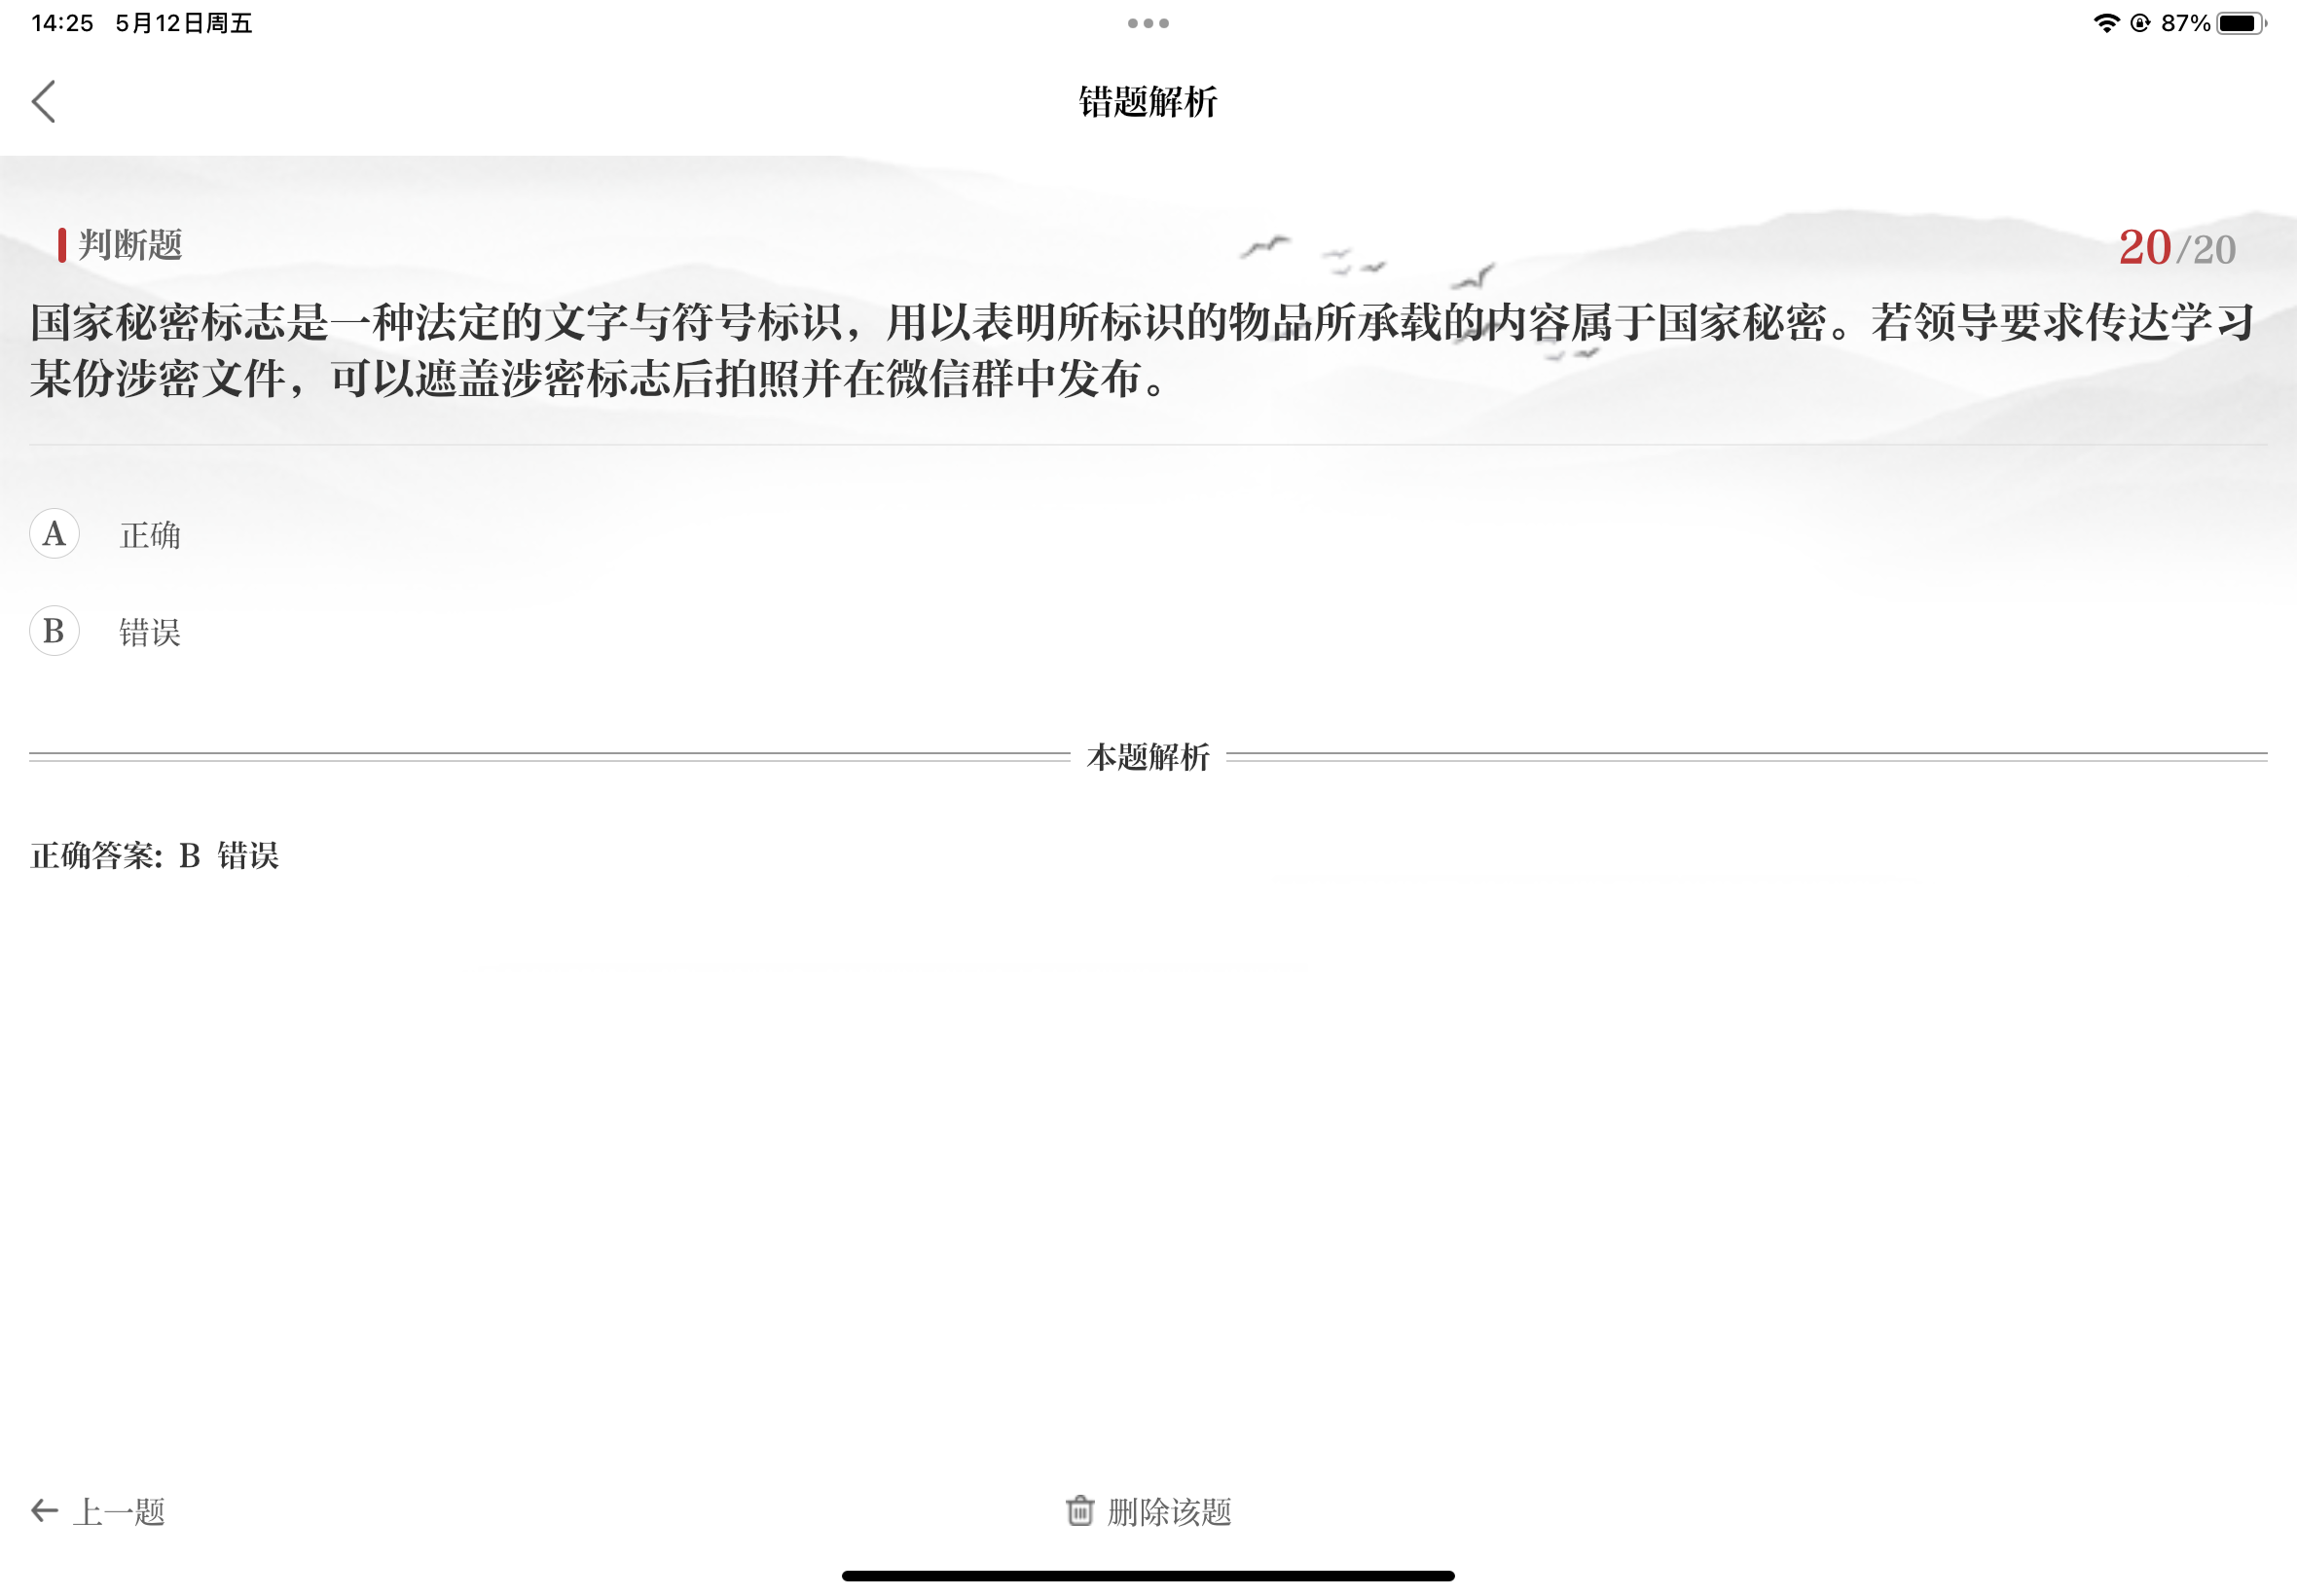 14:25 5月12日周五
87%
错题解析
判断题
20/20
国家秘密标志是一种法定的文字与符号标识，用以表明所标识的物品所承载的内容属于国家秘密。若领导要求传达学习
某份涉密文件，可以遮盖涉密标志后拍照并在微信群中发布。
A 正确
B 错误
本题解析
正确答案: B 错误
上一题
删除该题